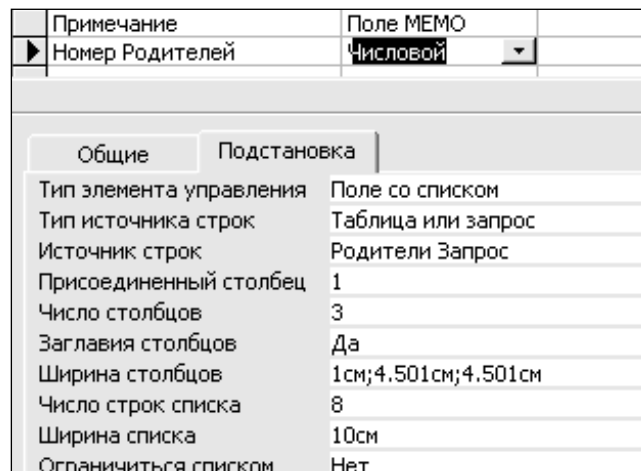 Примечание Поле МЕМО
Номер Родителей Числовой
Общие Подстановка
Тип элемента управления Поле со списком
Тип источника строк Таблица или запрос
Источник строк Родители Запрос
Присоединенный столбец 1
Число столбцов 3
Заглавия столбцов Да
Ширина столбцов 1см;4.501см;4.501см
Число строк списка 8
Ширина списка 10см
Ограничиться списком Нет